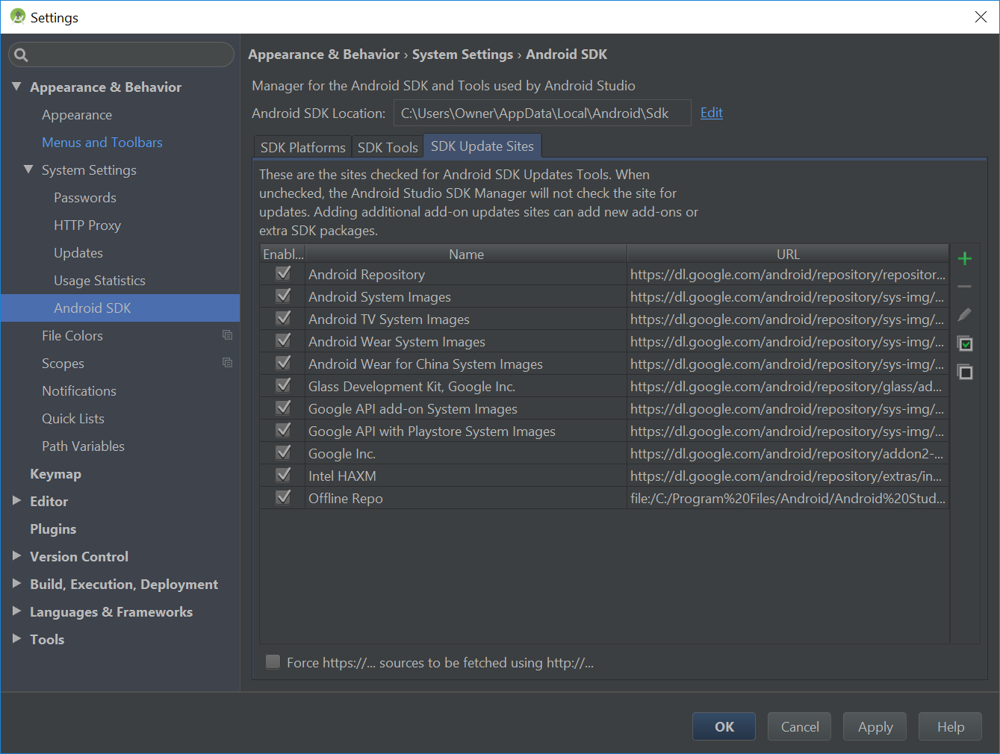 Settings
Appearance & Behavior
Appearance
Menus and Toolbars
System Settings
Passwords
HTTP Proxy
Updates
Usage Statistics
Android SDK
File Colors
Scopes
Notifications
Quick Lists
Path Variables
Keymap
Editor
Plugins
Version Control
Build, Execution, Deployment
Languages & Frameworks
Tools
Appearance & Behavior › System Settings › Android SDK
Manager for the Android SDK and Tools used by Android Studio
Android SDK Location: C:\Users\Owner\AppData\Local\Android\Sdk Edit
SDK Platforms SDK Tools SDK Update Sites
These are the sites checked for Android SDK Updates Tools. When
unchecked, the Android Studio SDK Manager will not check the site for
updates. Adding additional add-on updates sites can add new add-ons or
extra SDK packages.
Enabl... Name URL
Android Repository https://dl.google.com/android/repository/repositor...
Android System Images https://dl.google.com/android/repository/sys-img/...
Android TV System Images https://dl.google.com/android/repository/sys-img/...
Android Wear System Images https://dl.google.com/android/repository/sys-img/...
Android Wear for China System Images https://dl.google.com/android/repository/sys-img/...
Glass Development Kit, Google Inc. https://dl.google.com/android/repository/glass/ad...
Google API add-on System Images https://dl.google.com/android/repository/sys-img/...
Google API with Playstore System Images https://dl.google.com/android/repository/sys-img/...
Google Inc. https://dl.google.com/android/repository/addon2-...
Intel HAXM https://dl.google.com/android/repository/extras/in...
Offline Repo file:/C:/Program%20Files/Android/Android%20Stud...
Force https://... sources to be fetched using http://...
OK Cancel Apply Help